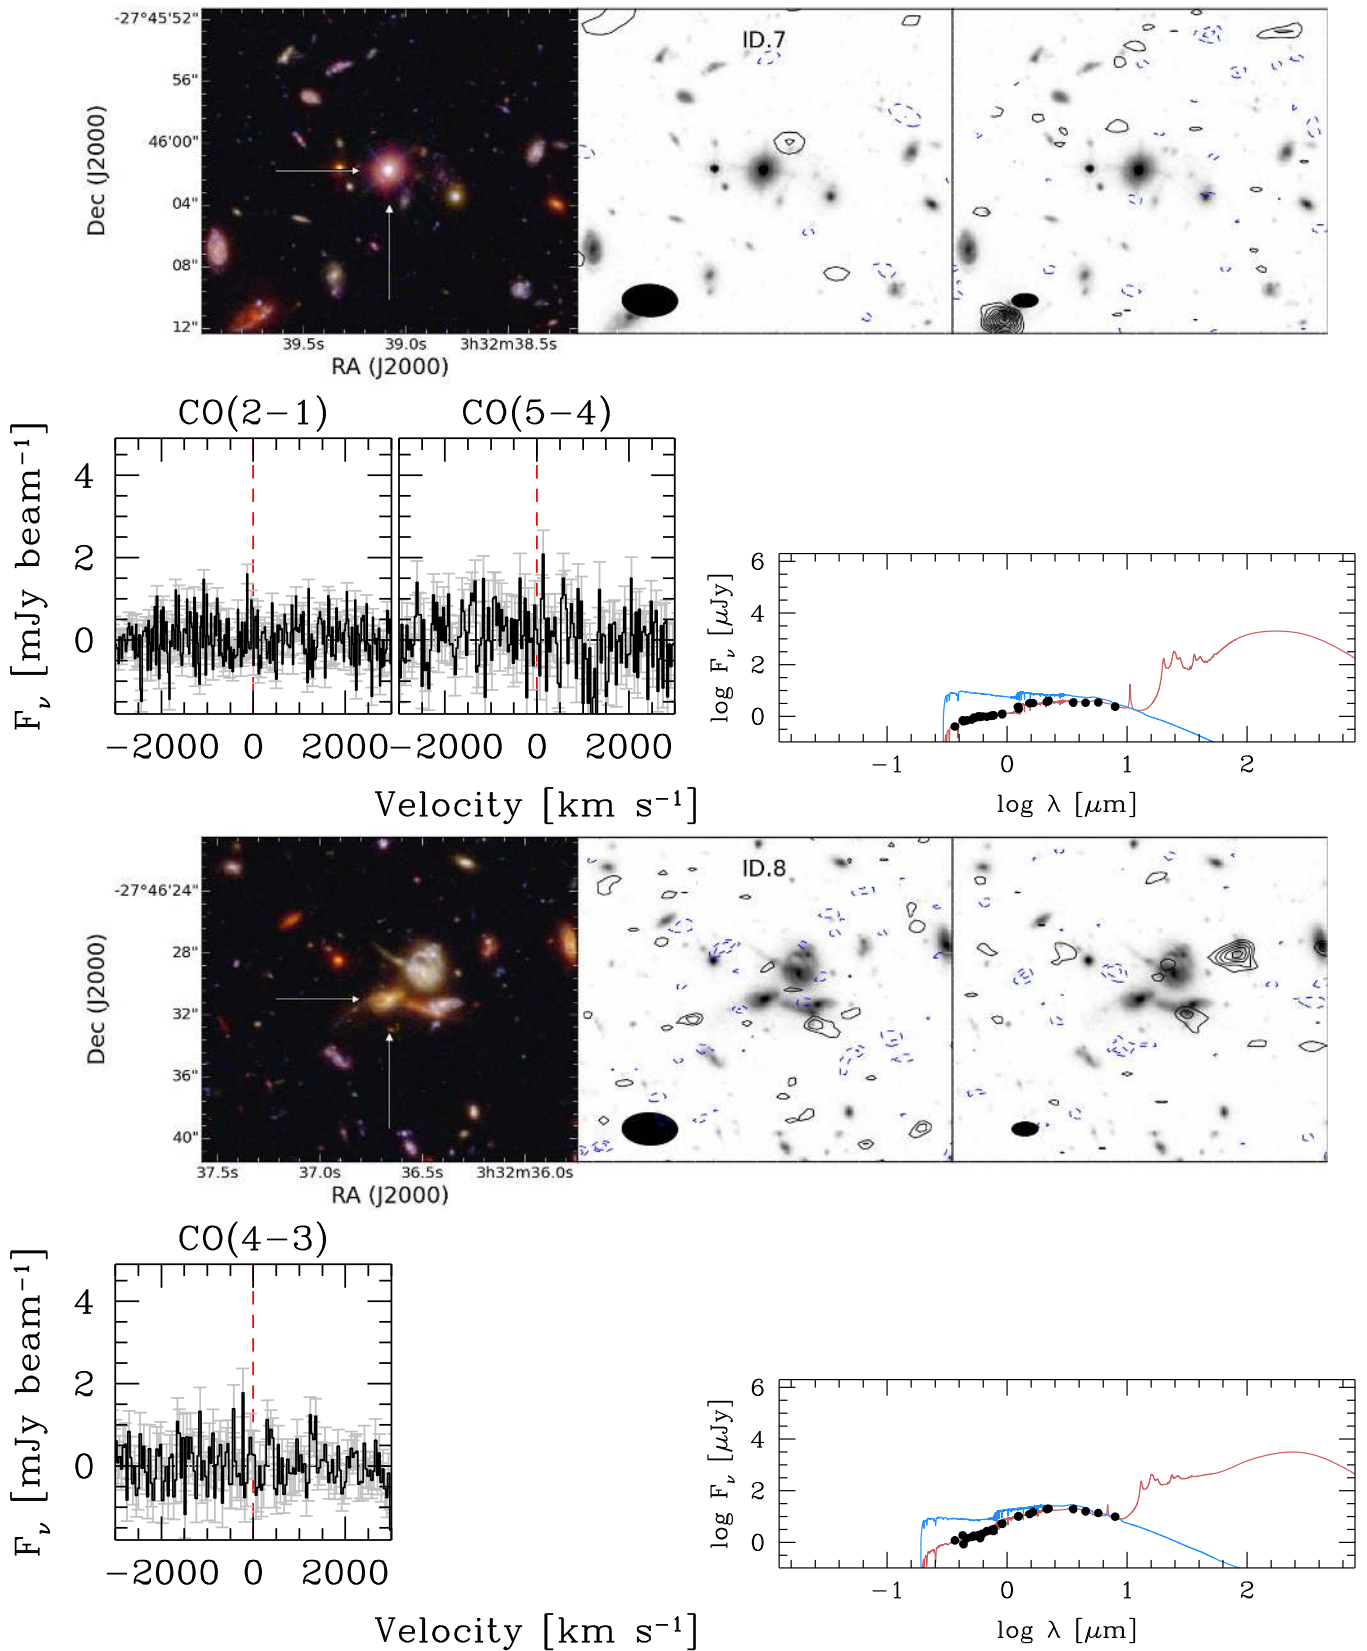 -27°45'52"
56"
46'00"
04"
08"
12"
Dec (J2000)
39.5s 39.0s 3h32m38.5s
RA (J2000)
ID.7
CO(2−1) CO(5−4)
F_ν [mJy beam⁻¹]
4
2
0
−2000 0 2000 −2000 0 2000
Velocity [km s⁻¹]
log F_ν [μJy]
6
4
2
0
−1 0 1 2
log λ [μm]
-27°46'24"
28"
32"
36"
40"
Dec (J2000)
37.5s 37.0s 36.5s 3h32m36.0s
RA (J2000)
ID.8
CO(4−3)
F_ν [mJy beam⁻¹]
4
2
0
−2000 0 2000
Velocity [km s⁻¹]
log F_ν [μJy]
6
4
2
0
−1 0 1 2
log λ [μm]